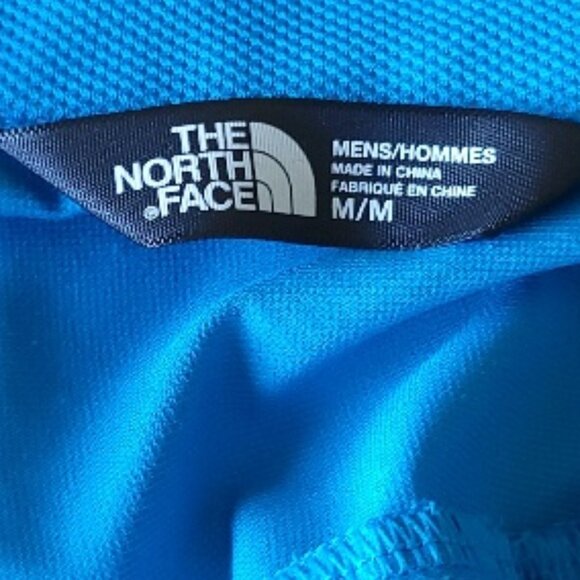 THE
NORTH
®FACE
MENS/HOMMES
MADE IN CHINA
FABRIQUÉ EN CHINE
M/M